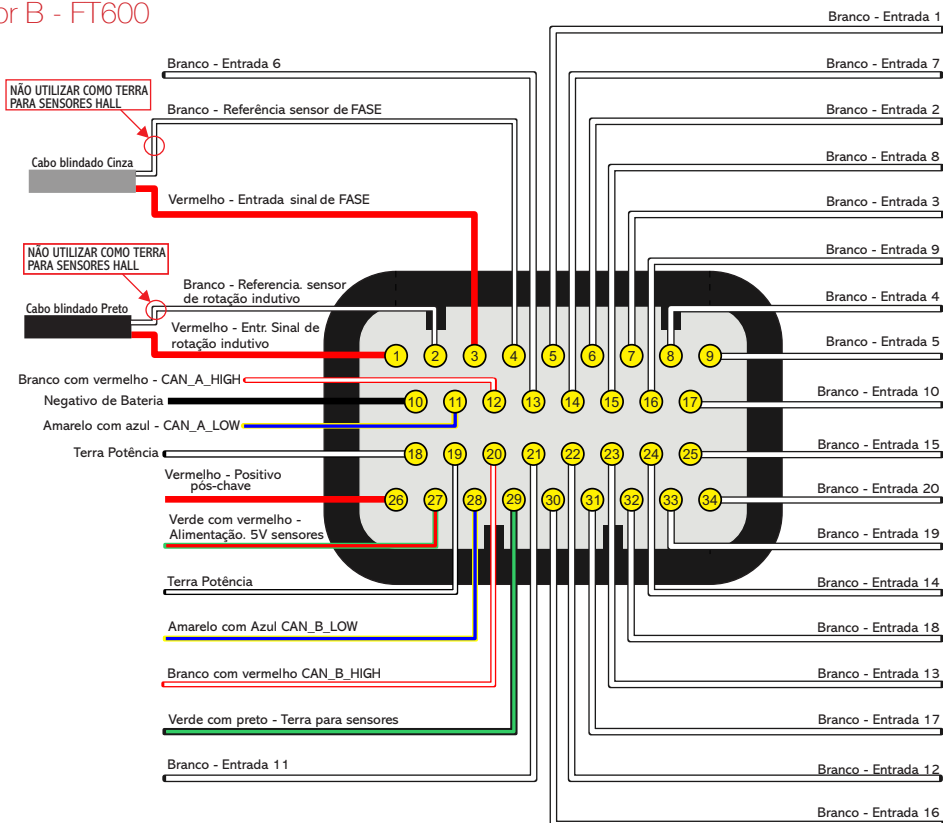 or B - FT600
Branco - Entrada 1
Branco - Entrada 6
Branco - Entrada 7
NÃO UTILIZAR COMO TERRA
PARA SENSORES HALL
Branco - Referência sensor de FASE
Branco - Entrada 2
Cabo blindado Cinza
Branco - Entrada 8
Vermelho - Entrada sinal de FASE
Branco - Entrada 3
NÃO UTILIZAR COMO TERRA
PARA SENSORES HALL
Branco - Entrada 9
Branco - Referencia. sensor
de rotação indutivo
Branco - Entrada 4
Cabo blindado Preto
Vermelho - Entr. Sinal de
rotação indutivo
Branco - Entrada 5
1 2 3 4 5 6 7 8 9
Branco com vermelho - CAN_A_HIGH
Branco - Entrada 10
Negativo de Bateria
10 11 12 13 14 15 16 17
Amarelo com azul - CAN_A_LOW
Branco - Entrada 15
Terra Potência
18 19 20 21 22 23 24 25
Vermelho - Positivo
pós-chave
Branco - Entrada 20
26 27 28 29 30 31 32 33 34
Verde com vermelho -
Alimentação. 5V sensores
Branco - Entrada 19
Terra Potência
Branco - Entrada 14
Amarelo com Azul CAN_B_LOW
Branco - Entrada 18
Branco com vermelho CAN_B_HIGH
Branco - Entrada 13
Verde com preto - Terra para sensores
Branco - Entrada 17
Branco - Entrada 11
Branco - Entrada 12
Branco - Entrada 16